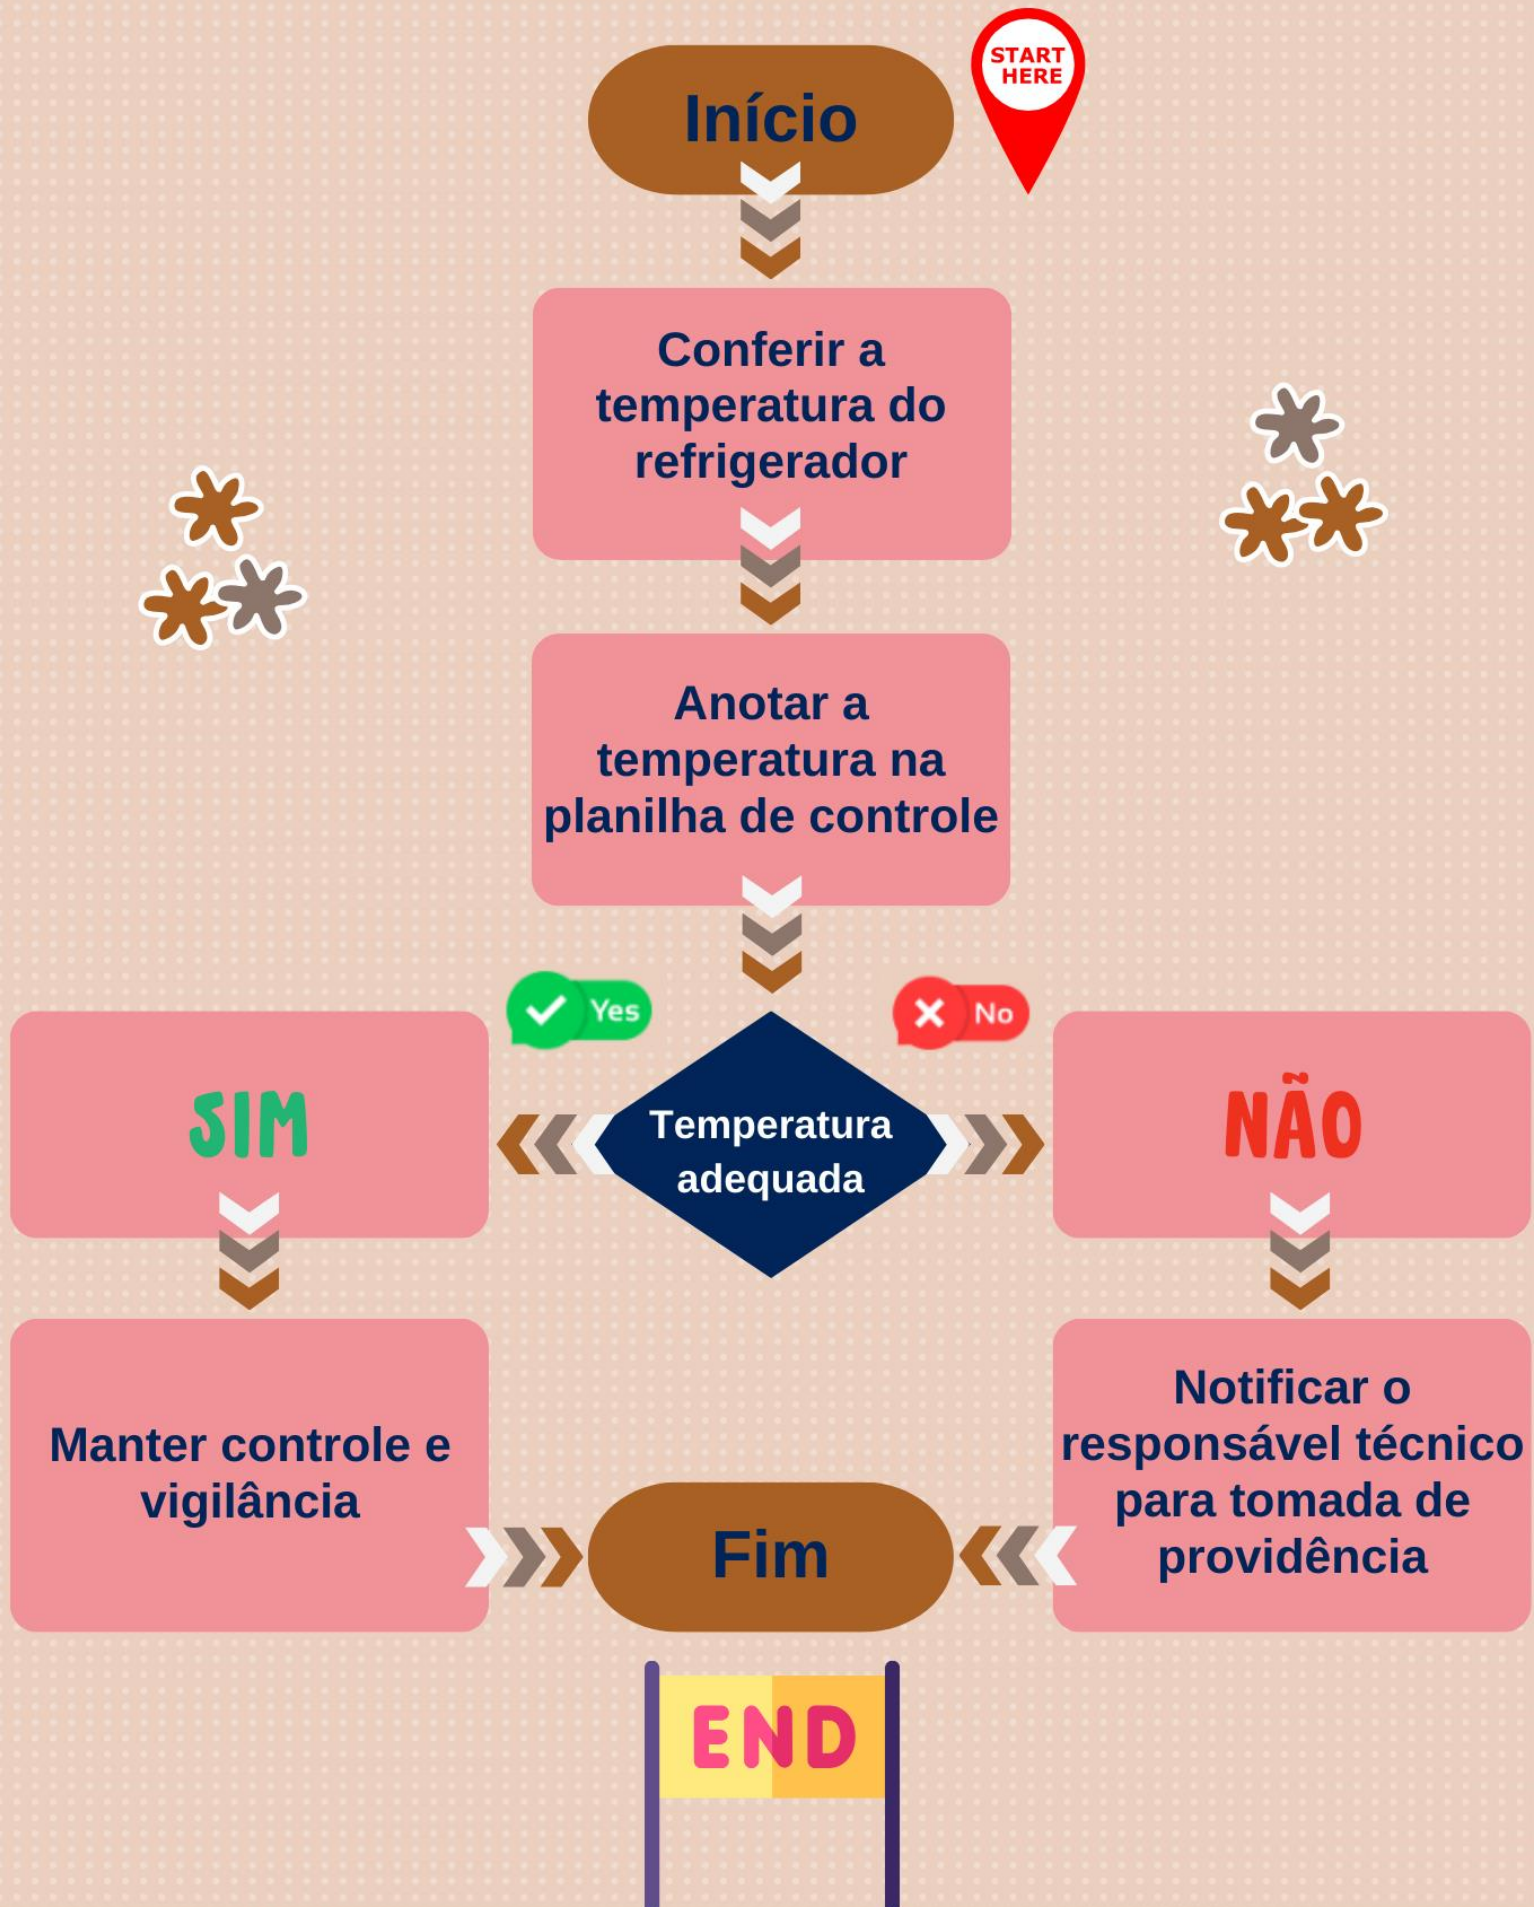 Início
START
HERE
Conferir a
temperatura do
refrigerador
Anotar a
temperatura na
planilha de controle
Yes
No
SIM
Temperatura
adequada
NÃO
Manter controle e
vigilância
Notificar o
responsável técnico
para tomada de
providência
Fim
END